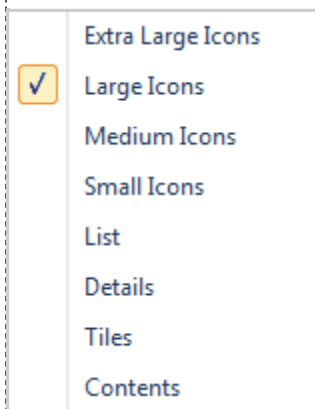 Extra Large Icons
Large Icons
Medium Icons
Small Icons
List
Details
Tiles
Contents